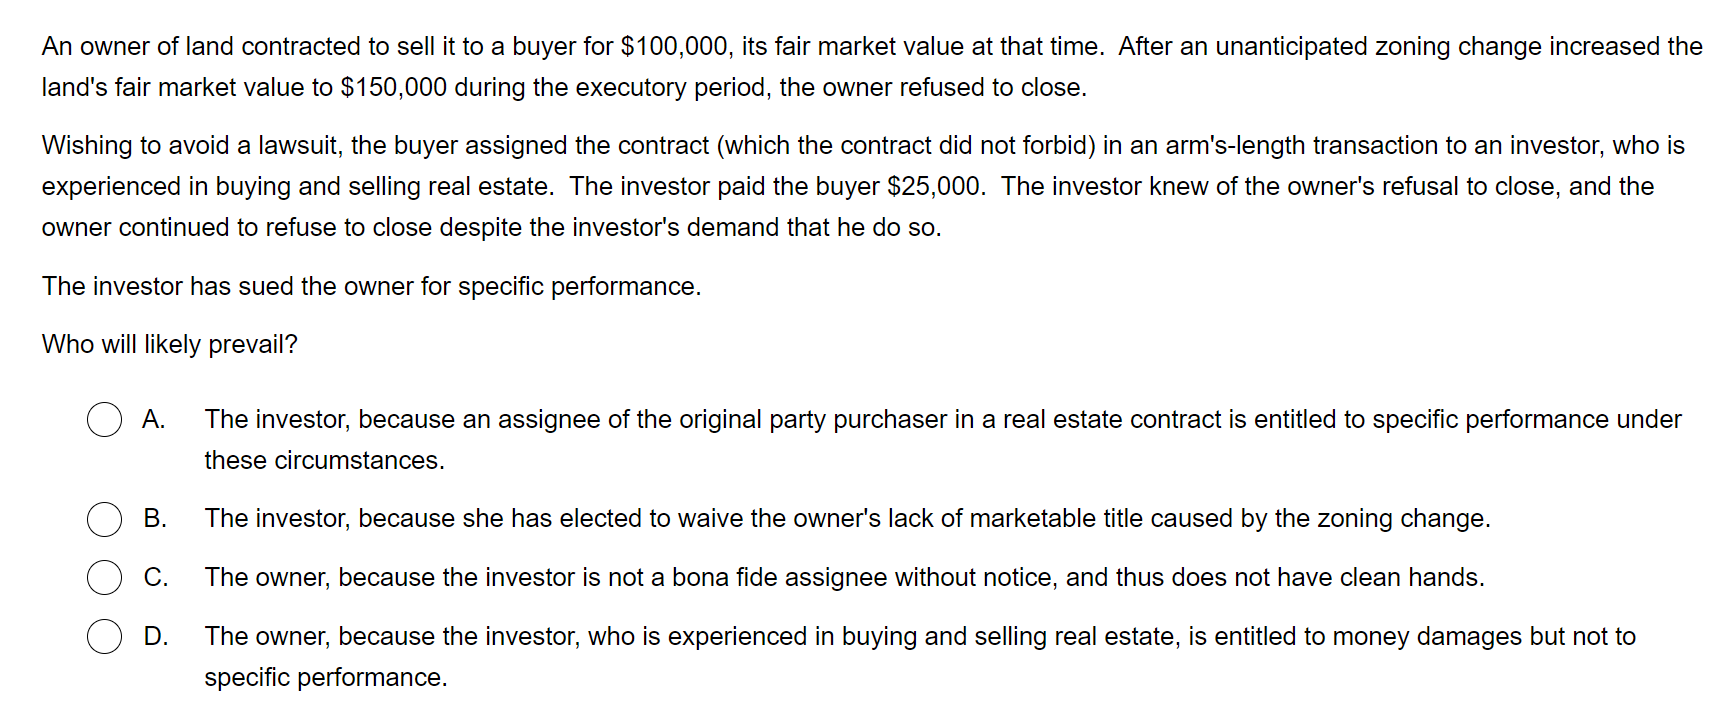 An owner of land contracted to sell it to a buyer for $100,000, its fair market value at that time.  After an unanticipated zoning change increased the
land's fair market value to $150,000 during the executory period, the owner refused to close.
Wishing to avoid a lawsuit, the buyer assigned the contract (which the contract did not forbid) in an arm's-length transaction to an investor, who is
experienced in buying and selling real estate.  The investor paid the buyer $25,000.  The investor knew of the owner's refusal to close, and the
owner continued to refuse to close despite the investor's demand that he do so.
The investor has sued the owner for specific performance.
Who will likely prevail?
A. The investor, because an assignee of the original party purchaser in a real estate contract is entitled to specific performance under
these circumstances.
B. The investor, because she has elected to waive the owner's lack of marketable title caused by the zoning change.
C. The owner, because the investor is not a bona fide assignee without notice, and thus does not have clean hands.
D. The owner, because the investor, who is experienced in buying and selling real estate, is entitled to money damages but not to
specific performance.